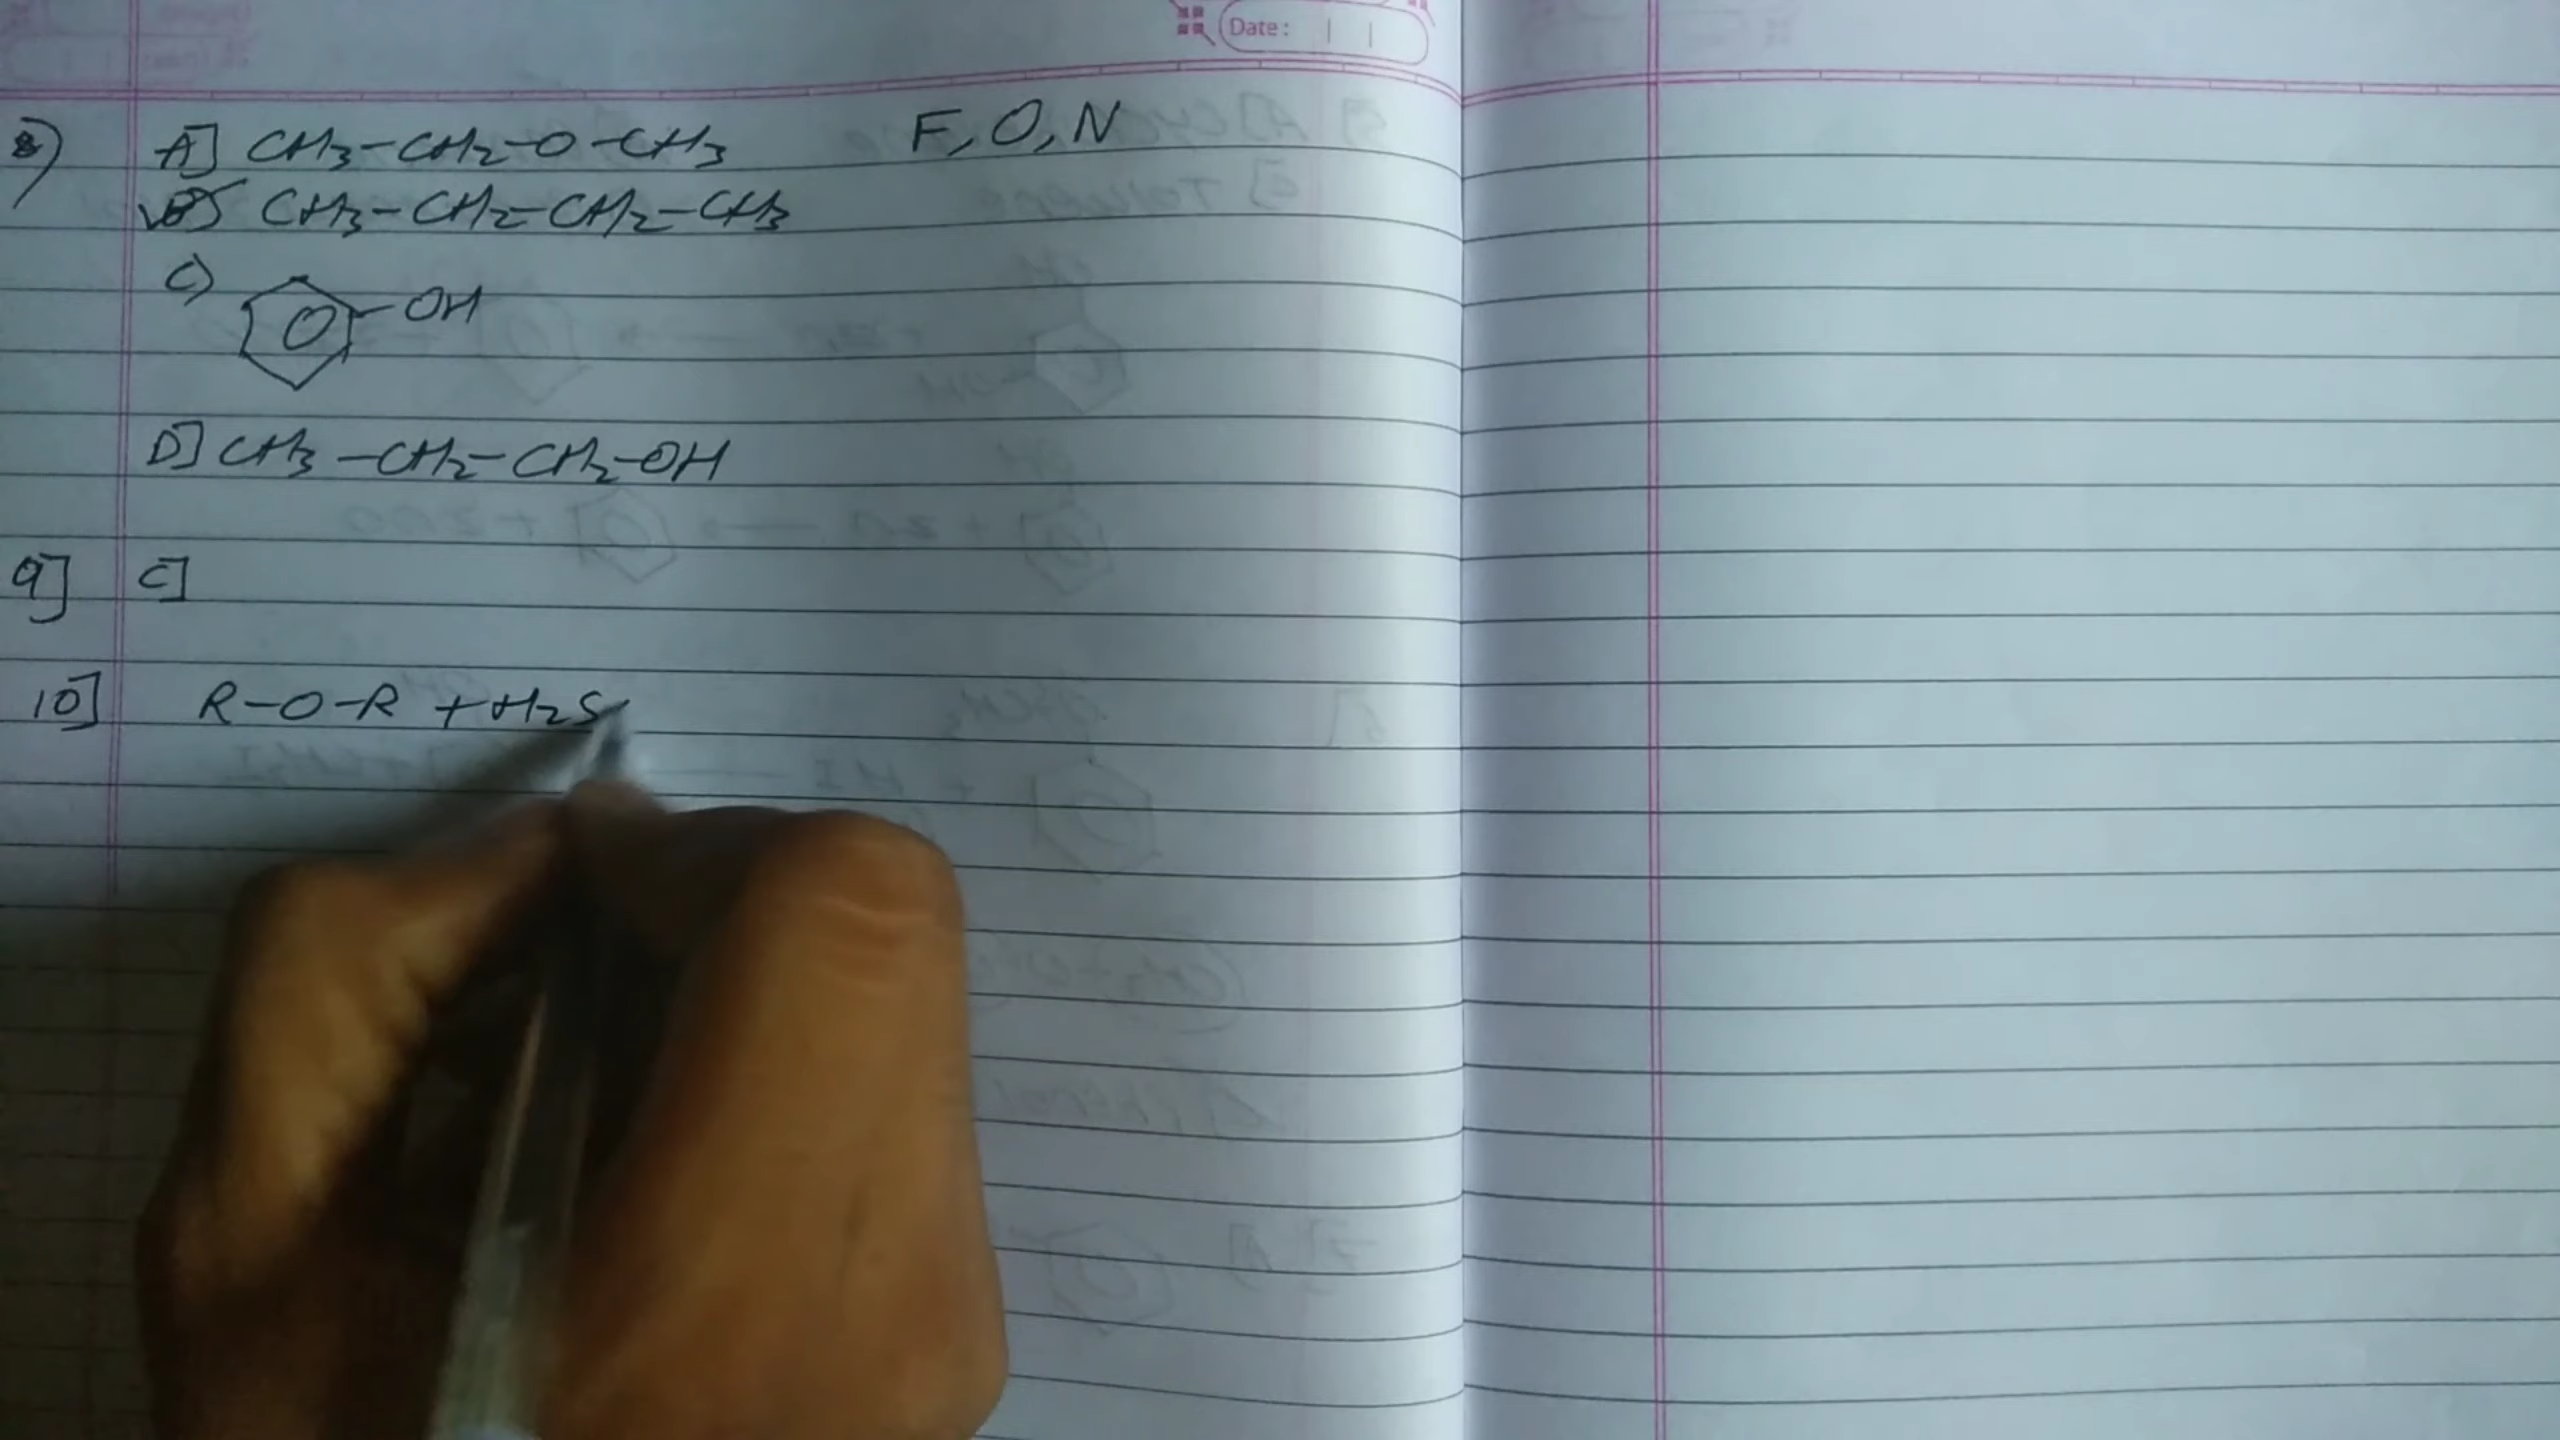 Date :
8) A] CH3-CH2-O-CH3 F, O, N
B] CH3-CH2-CH2-CH3
C) -OH
D] CH3-CH2-CH2-OH
9] C]
10] R-O-R + H2S